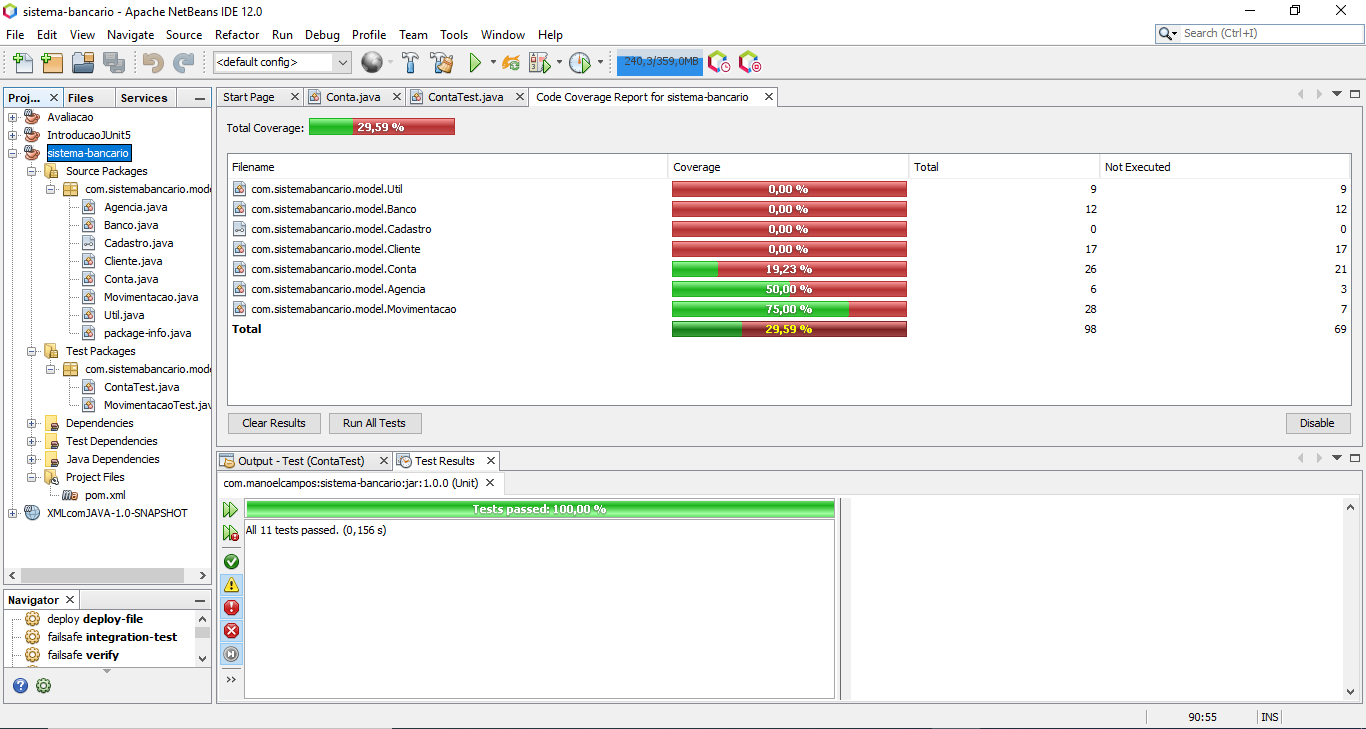 sistema-bancario - Apache NetBeans IDE 12.0
File Edit View Navigate Source Refactor Run Debug Profile Team Tools Window Help
Search (Ctrl+I)
<default config>
240,3/359,0MB
Proj... Files Services
Avaliacao
IntroducaoJUnit5
sistema-bancario
Source Packages
com.sistemabancario.mode
Agencia.java
Banco.java
Cadastro.java
Cliente.java
Conta.java
Movimentacao.java
Util.java
package-info.java
Test Packages
com.sistemabancario.mode
ContaTest.java
MovimentacaoTest.jav
Dependencies
Test Dependencies
Java Dependencies
Project Files
pom.xml
XMLcomJAVA-1.0-SNAPSHOT
Navigator
deploy deploy-file
failsafe integration-test
failsafe verify
Start Page Conta.java ContaTest.java Code Coverage Report for sistema-bancario
Total Coverage: 29,59 %
Filename Coverage Total Not Executed
com.sistemabancario.model.Util 0,00 % 9 9
com.sistemabancario.model.Banco 0,00 % 12 12
com.sistemabancario.model.Cadastro 0,00 % 0 0
com.sistemabancario.model.Cliente 0,00 % 17 17
com.sistemabancario.model.Conta 19,23 % 26 21
com.sistemabancario.model.Agencia 50,00 % 6 3
com.sistemabancario.model.Movimentacao 75,00 % 28 7
Total 29,59 % 98 69
Clear Results Run All Tests Disable
Output - Test (ContaTest) Test Results
com.manoelcampos:sistema-bancario:jar:1.0.0 (Unit)
Tests passed: 100,00 %
All 11 tests passed. (0,156 s)
90:55 INS